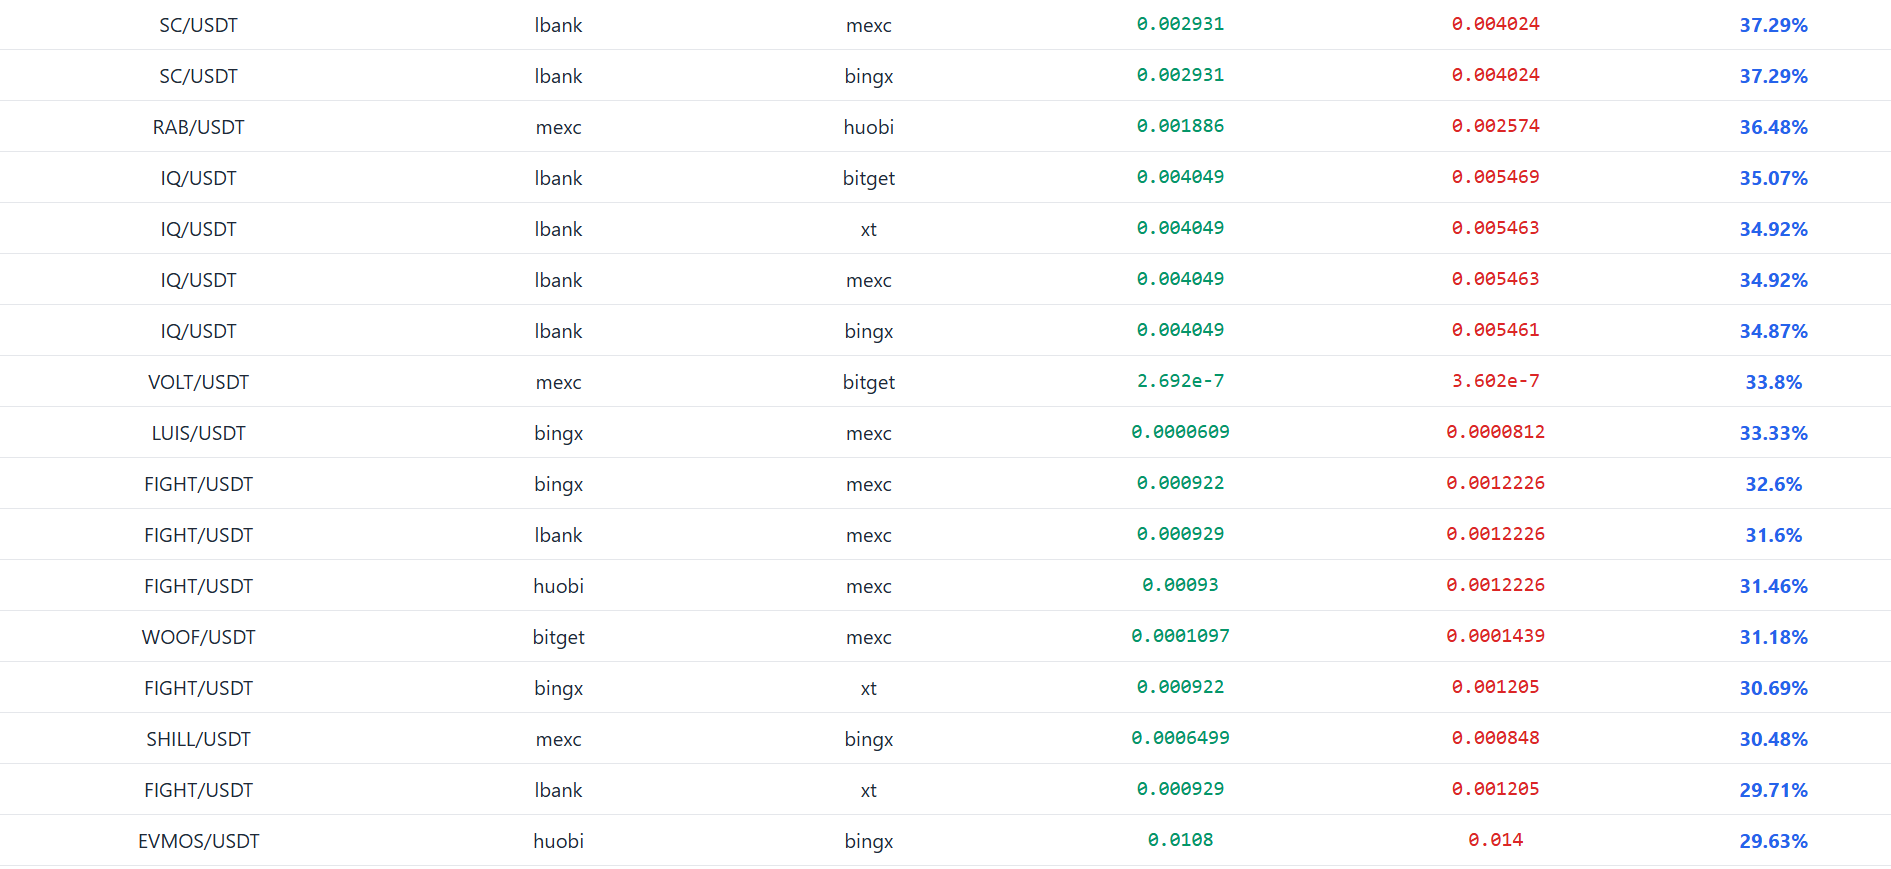 SC/USDT lbank mexc 0.002931 0.004024 37.29%
SC/USDT lbank bingx 0.002931 0.004024 37.29%
RAB/USDT mexc huobi 0.001886 0.002574 36.48%
IQ/USDT lbank bitget 0.004049 0.005469 35.07%
IQ/USDT lbank xt 0.004049 0.005463 34.92%
IQ/USDT lbank mexc 0.004049 0.005463 34.92%
IQ/USDT lbank bingx 0.004049 0.005461 34.87%
VOLT/USDT mexc bitget 2.692e-7 3.602e-7 33.8%
LUIS/USDT bingx mexc 0.0000609 0.0000812 33.33%
FIGHT/USDT bingx mexc 0.000922 0.0012226 32.6%
FIGHT/USDT lbank mexc 0.000929 0.0012226 31.6%
FIGHT/USDT huobi mexc 0.00093 0.0012226 31.46%
WOOF/USDT bitget mexc 0.0001097 0.0001439 31.18%
FIGHT/USDT bingx xt 0.000922 0.001205 30.69%
SHILL/USDT mexc bingx 0.0006499 0.000848 30.48%
FIGHT/USDT lbank xt 0.000929 0.001205 29.71%
EVMOS/USDT huobi bingx 0.0108 0.014 29.63%